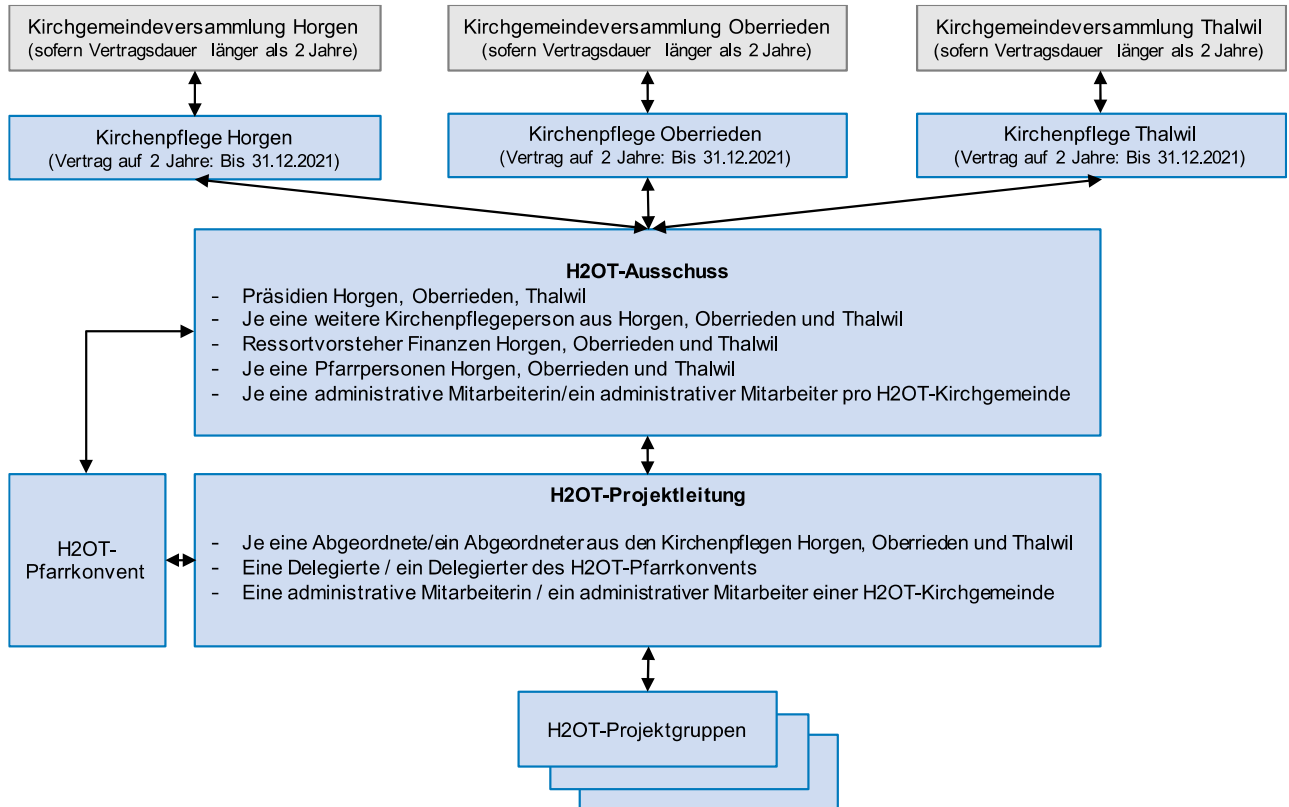 Kirchgemeindeversammlung Horgen
(sofern Vertragsdauer länger als 2 Jahre)
Kirchgemeindeversammlung Oberrieden
(sofern Vertragsdauer länger als 2 Jahre)
Kirchgemeindeversammlung Thalwil
(sofern Vertragsdauer länger als 2 Jahre)
Kirchenpflege Horgen
(Vertrag auf 2 Jahre: Bis 31.12.2021)
Kirchenpflege Oberrieden
(Vertrag auf 2 Jahre: Bis 31.12.2021)
Kirchenpflege Thalwil
(Vertrag auf 2 Jahre: Bis 31.12.2021)
H2OT-Ausschuss
- Präsidien Horgen, Oberrieden, Thalwil
- Je eine weitere Kirchenpflegeperson aus Horgen, Oberrieden und Thalwil
- Ressortvorsteher Finanzen Horgen, Oberrieden und Thalwil
- Je eine Pfarrpersonen Horgen, Oberrieden und Thalwil
- Je eine administrative Mitarbeiterin/ein administrativer Mitarbeiter pro H2OT-Kirchgemeinde
H2OT-
Pfarrkonvent
H2OT-Projektleitung
- Je eine Abgeordnete/ein Abgeordneter aus den Kirchenpflegen Horgen, Oberrieden und Thalwil
- Eine Delegierte / ein Delegierter des H2OT-Pfarrkonvents
- Eine administrative Mitarbeiterin / ein administrativer Mitarbeiter einer H2OT-Kirchgemeinde
H2OT-Projektgruppen